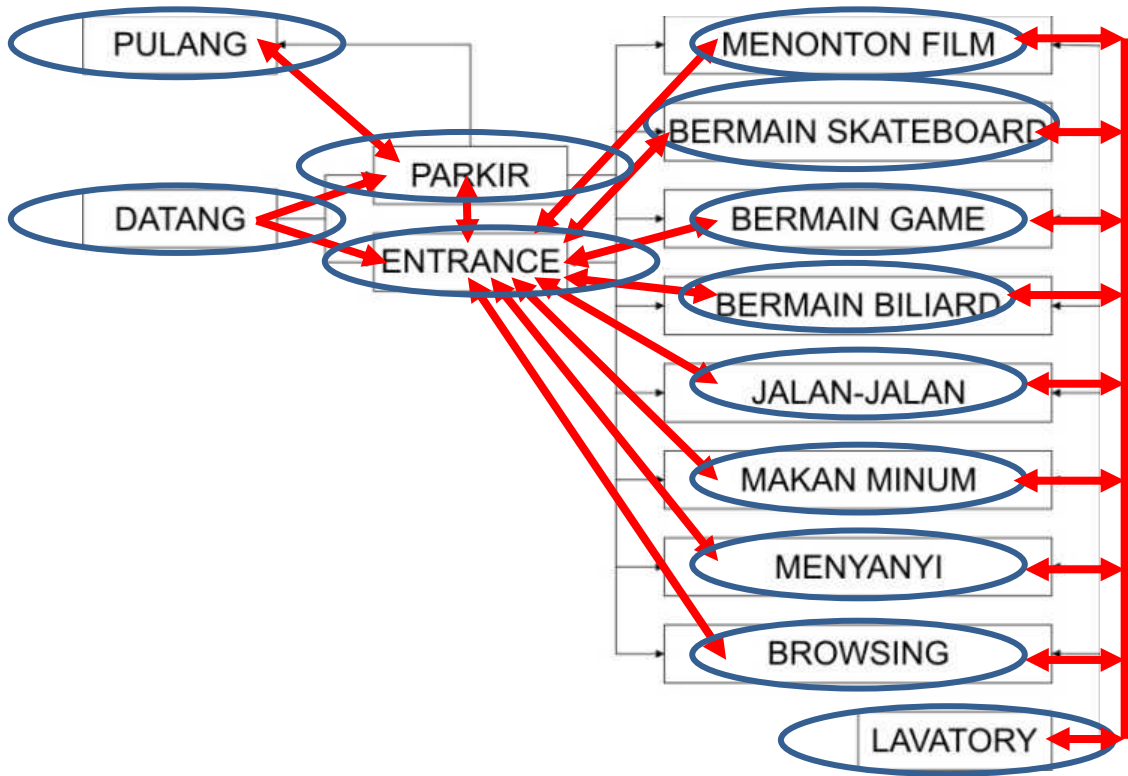 PULANG
DATANG
PARKIR
ENTRANCE
MENONTON FILM
BERMAIN SKATEBOARD
BERMAIN GAME
BERMAIN BILIARD
JALAN-JALAN
MAKAN MINUM
MENYANYI
BROWSING
LAVATORY